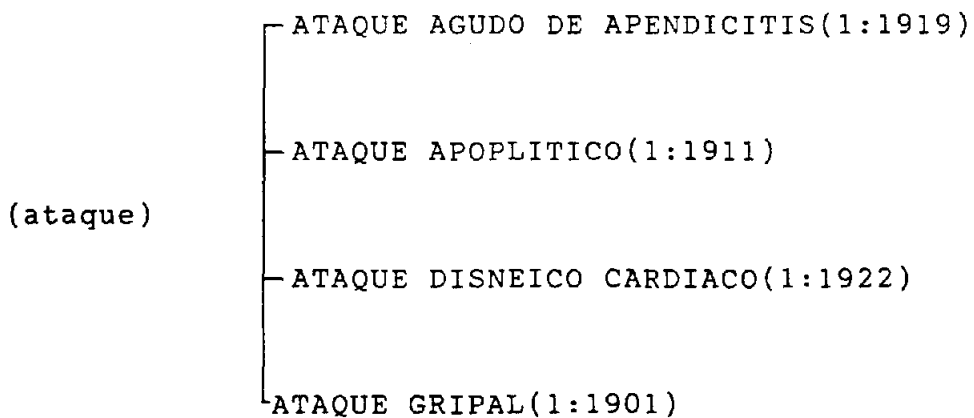 ATAQUE AGUDO DE APENDICITIS(1:1919)
ATAQUE APOPLITICO(1:1911)
(ataque)
ATAQUE DISNEICO CARDIACO(1:1922)
ATAQUE GRIPAL(1:1901)